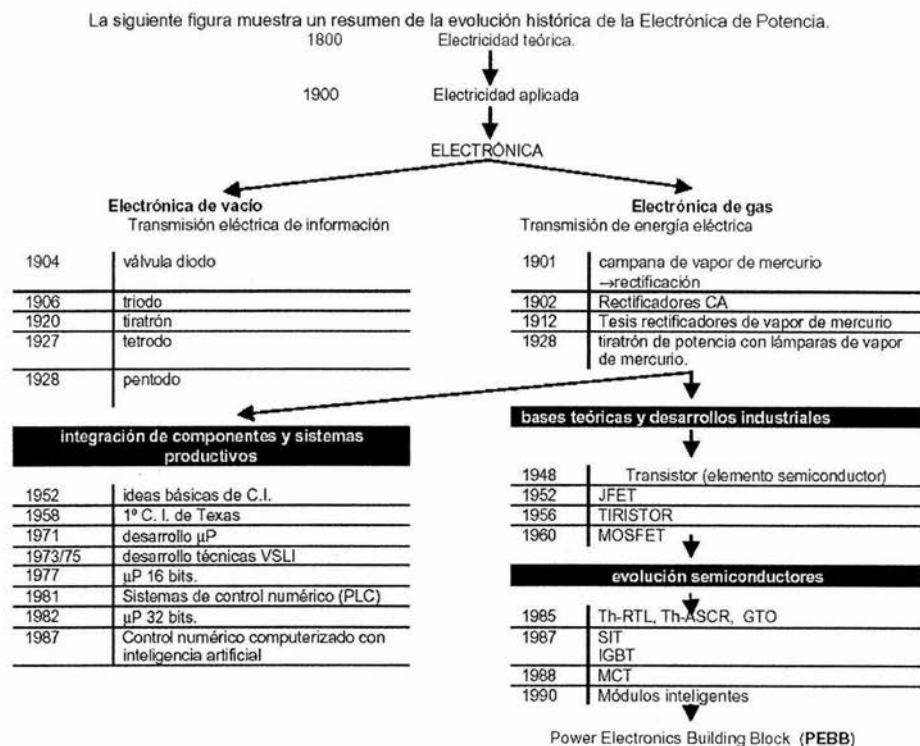 La siguiente figura muestra un resumen de la evolución histórica de la Electrónica de Potencia.
1800 Electricidad teórica.
1900 Electricidad aplicada
ELECTRÓNICA
Electrónica de vacío
Transmisión eléctrica de información
1904 válvula diodo
1906 triodo
1920 tiratrón
1927 tetrodo
1928 pentodo
Electrónica de gas
Transmisión de energía eléctrica
1901 campana de vapor de mercurio
→rectificación
1902 Rectificadores CA
1912 Tesis rectificadores de vapor de mercurio
1928 tiratrón de potencia con lámparas de vapor
de mercurio.
integración de componentes y sistemas
productivos
1952 ideas básicas de C.I.
1958 1º C. I. de Texas
1971 desarrollo µP
1973/75 desarrollo técnicas VSLI
1977 µP 16 bits.
1981 Sistemas de control numérico (PLC)
1982 µP 32 bits.
1987 Control numérico computerizado con
inteligencia artificial
bases teóricas y desarrollos industriales
1948 Transistor (elemento semiconductor)
1952 JFET
1956 TIRISTOR
1960 MOSFET
evolución semiconductores
1985 Th-RTL, Th-ASCR, GTO
1987 SIT
IGBT
1988 MCT
1990 Módulos inteligentes
Power Electronics Building Block (PEBB)